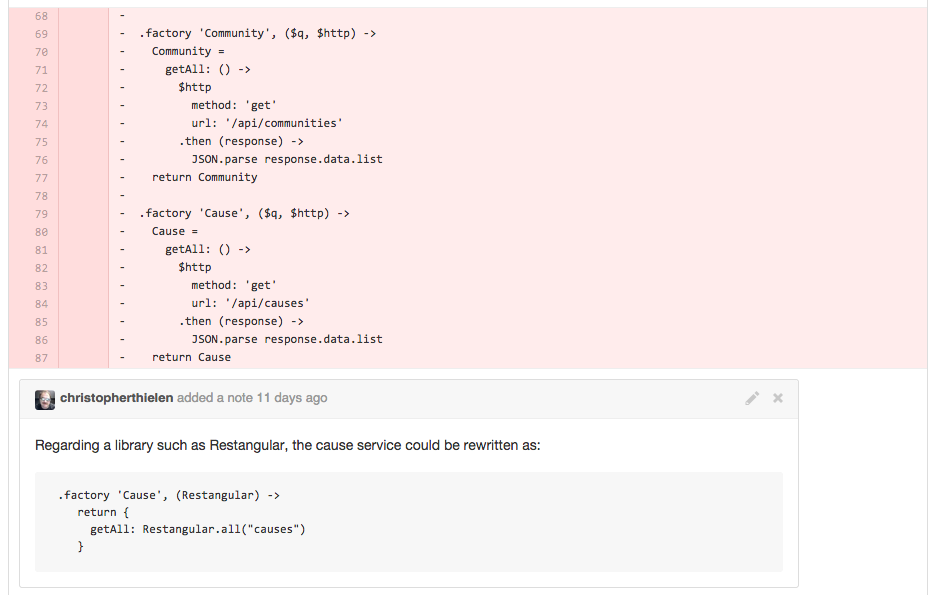 68 -
69 - .factory 'Community', ($q, $http) ->
70 -   Community =
71 -     getAll: () ->
72 -       $http
73 -         method: 'get'
74 -         url: '/api/communities'
75 -       .then (response) ->
76 -         JSON.parse response.data.list
77 -   return Community
78 -
79 - .factory 'Cause', ($q, $http) ->
80 -   Cause =
81 -     getAll: () ->
82 -       $http
83 -         method: 'get'
84 -         url: '/api/causes'
85 -       .then (response) ->
86 -         JSON.parse response.data.list
87 -   return Cause
christopherthielen added a note 11 days ago
Regarding a library such as Restangular, the cause service could be rewritten as:
.factory 'Cause', (Restangular) ->
   return {
     getAll: Restangular.all("causes")
   }